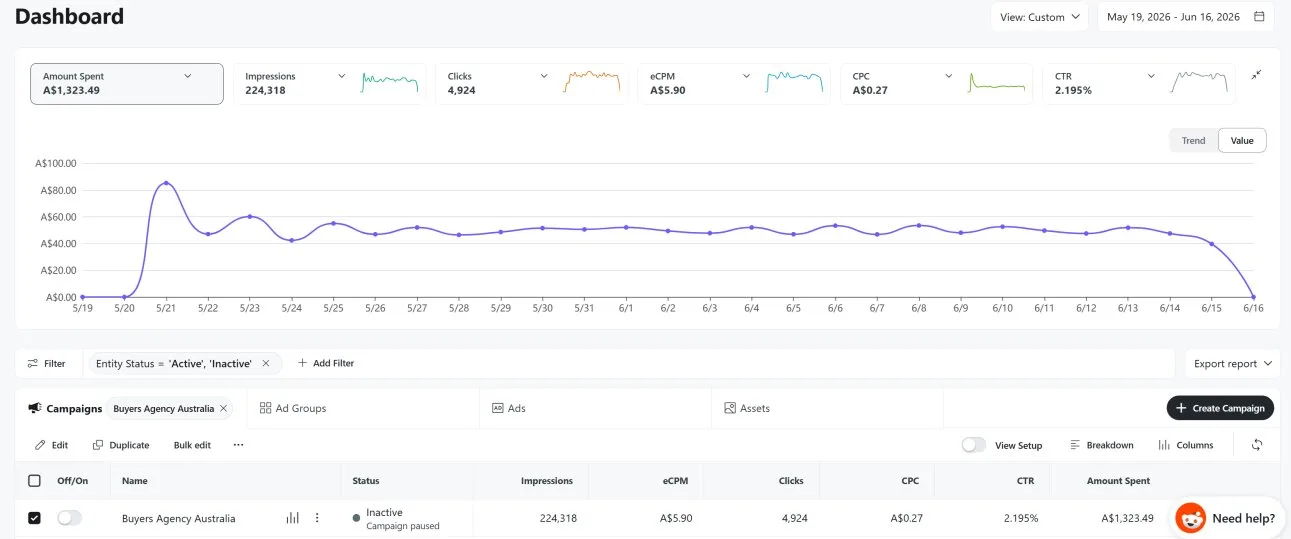 Dashboard
View: Custom
May 19, 2026 - Jun 16, 2026
Amount Spent
A$1,323.49
Impressions
224,318
Clicks
4,924
eCPM
A$5.90
CPC
A$0.27
CTR
2.195%
Trend
Value
A$100.00
A$80.00
A$60.00
A$40.00
A$20.00
A$0.00
5/19 5/20 5/21 5/22 5/23 5/24 5/25 5/26 5/27 5/28 5/29 5/30 5/31 6/1 6/2 6/3 6/4 6/5 6/6 6/7 6/8 6/9 6/10 6/11 6/12 6/13 6/14 6/15 6/16
Filter
Entity Status = 'Active', 'Inactive'
Add Filter
Export report
Campaigns
Buyers Agency Australia
Ad Groups
AD Ads
Assets
Create Campaign
Edit
Duplicate
Bulk edit
View Setup
Breakdown
Columns
Off/On Name Status Impressions eCPM Clicks CPC CTR Amount Spent
Buyers Agency Australia
Inactive
Campaign paused
224,318 A$5.90 4,924 A$0.27 2.195% A$1,323.49
Need help?